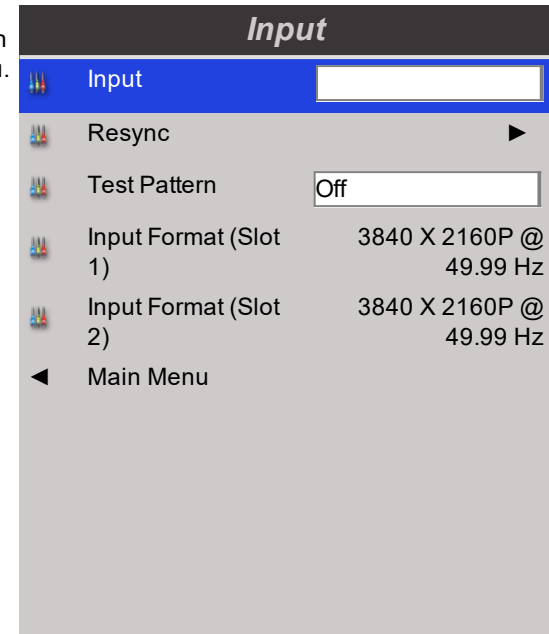 Input
Input
Resync ►
Test Pattern Off
Input Format (Slot 3840 X 2160P @
1) 49.99 Hz
Input Format (Slot 3840 X 2160P @
2) 49.99 Hz
◄ Main Menu